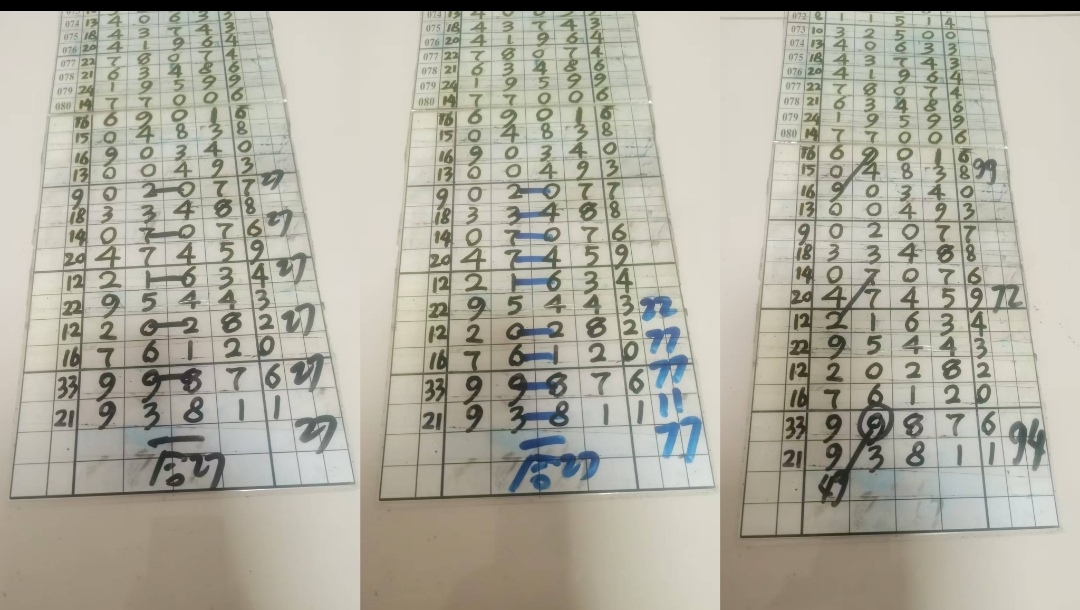 074 13 4 0 6 3 3
075 18 4 3 7 4 3
076 20 4 1 9 6 4
077 22 7 8 0 7 4
078 21 6 3 4 8 6
079 24 1 9 5 9 9
080 14 7 7 0 0 6
16 6 9 0 1 6
15 0 4 8 3 8
16 9 0 3 4 0
13 0 0 4 9 3
9 0 2 0 7 7 27
18 3 3 4 8 8
14 0 7 0 7 6 27
20 4 7 4 5 9
12 2 1 6 3 4 27
22 9 5 4 4 3
12 2 0 2 8 2 27
16 7 6 1 2 0
33 9 9 8 7 6 27
21 9 3 8 1 1
27
075 18 4 3 7 4 3
076 20 4 1 9 6 4
077 22 7 8 0 7 4
078 21 6 3 4 8 6
079 24 1 9 5 9 9
080 14 7 7 0 0 6
16 6 9 0 1 6
15 0 4 8 3 8
16 9 0 3 4 0
13 0 0 4 9 3
9 0 2 0 7 7
18 3 3 4 8 8
14 0 7 0 7 6
20 4 7 4 5 9
12 2 1 6 3 4
22 9 5 4 4 3 22
12 2 0 2 8 2 77
16 7 6 1 2 0
33 9 9 8 7 6 77
21 9 3 8 1 1 11
77
072 8 1 1 5 1 4
073 10 3 2 5 0 0
074 13 4 0 6 3 3
075 18 4 3 7 4 3
076 20 4 1 9 6 4
077 22 7 8 0 7 4
078 21 6 3 4 8 6
079 24 1 9 5 9 9
080 14 7 7 0 0 6
16 6 9 0 1 6
15 0 4 8 3 8 99
16 9 0 3 4 0
13 0 0 4 9 3
9 0 2 0 7 7
18 3 3 4 8 8
14 0 7 0 7 6
20 4 7 4 5 9 72
12 2 1 6 3 4
22 9 5 4 4 3
12 2 0 2 8 2
16 7 6 1 2 0
33 9 9 8 7 6 94
21 9 3 8 1 1
49